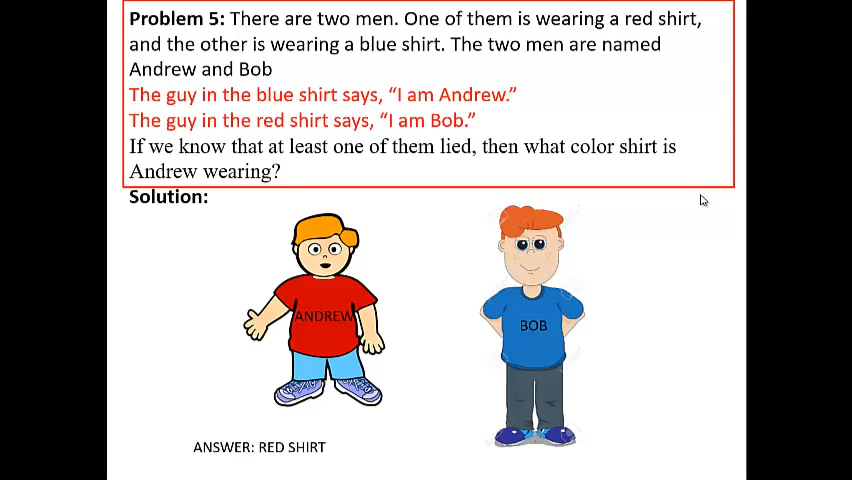 Problem 5: There are two men. One of them is wearing a red shirt,
and the other is wearing a blue shirt. The two men are named
Andrew and Bob
The guy in the blue shirt says, “I am Andrew.”
The guy in the red shirt says, “I am Bob.”
If we know that at least one of them lied, then what color shirt is
Andrew wearing?
Solution:
ANDREW
BOB
ANSWER: RED SHIRT